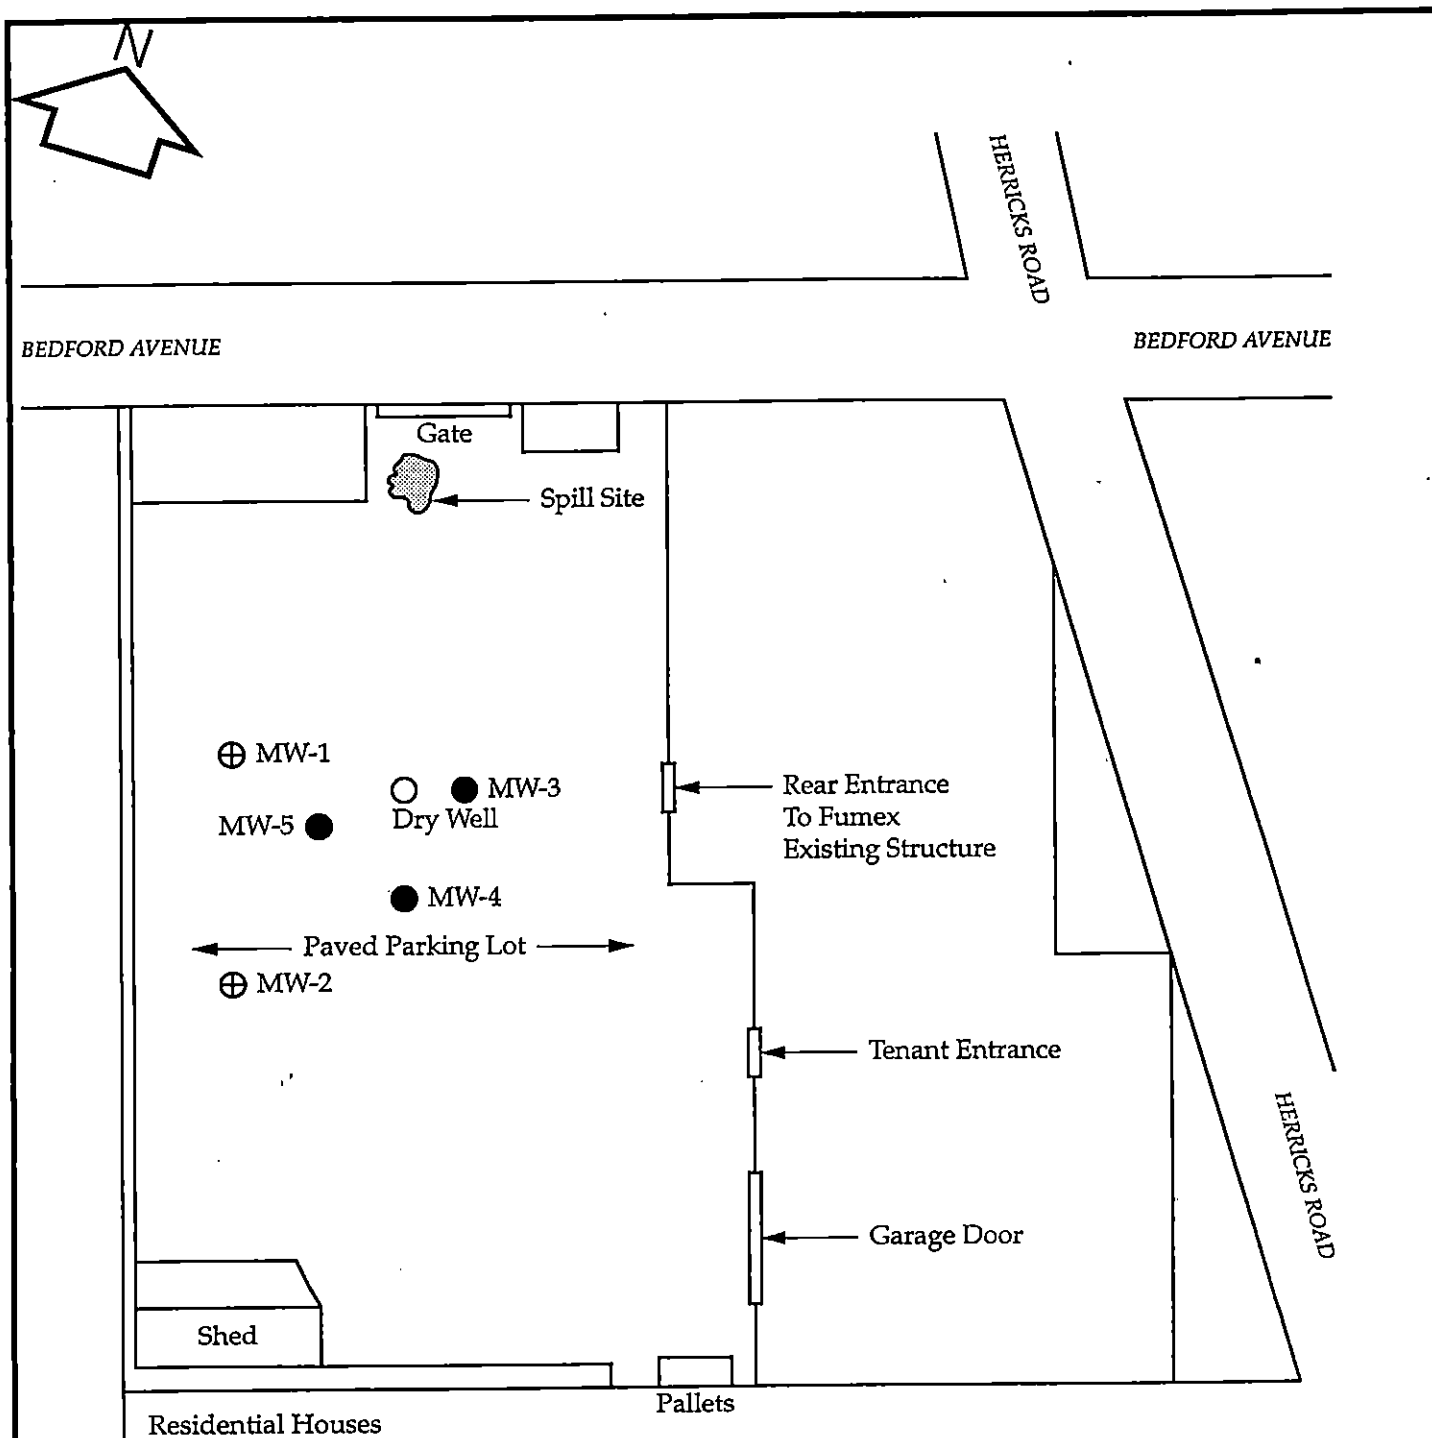 N
HERRICKS ROAD
BEDFORD AVENUE
BEDFORD AVENUE
Gate
Spill Site
MW-1
MW-3
Dry Well
MW-5
Rear Entrance
To Fumex
Existing Structure
MW-4
Paved Parking Lot
MW-2
Tenant Entrance
HERRICKS ROAD
Garage Door
Shed
Pallets
Residential Houses